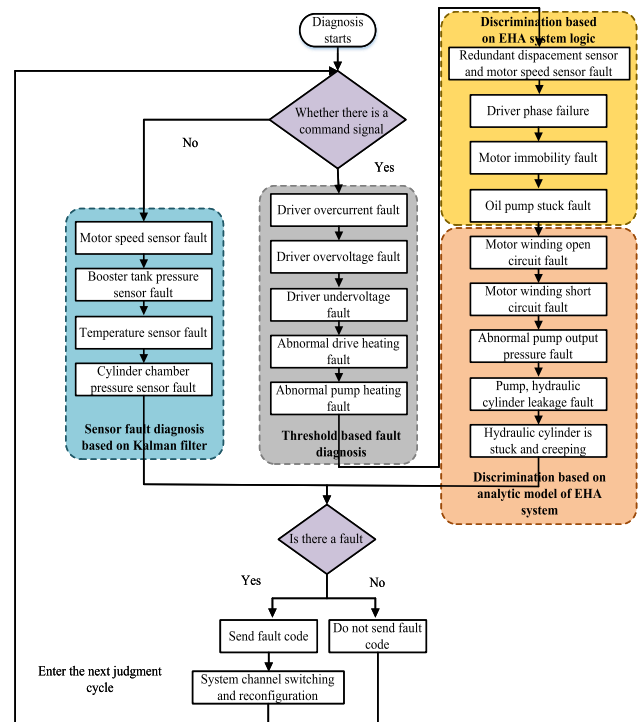 Diagnosis
starts
Whether there is a
command signal
No
Yes
Motor speed sensor fault
Booster tank pressure
sensor fault
Temperature sensor fault
Cylinder chamber
pressure sensor fault
Sensor fault diagnosis
based on Kalman filter
Driver overcurrent fault
Driver overvoltage fault
Driver undervoltage
fault
Abnormal drive heating
fault
Abnormal pump heating
fault
Threshold based fault
diagnosis
Discrimination based
on EHA system logic
Redundant dispacement sensor
and motor speed sensor fault
Driver phase failure
Motor immobility fault
Oil pump stuck fault
Motor winding open
circuit fault
Motor winding short
circuit fault
Abnormal pump output
pressure fault
Pump, hydraulic
cylinder leakage fault
Hydraulic cylinder is
stuck and creeping
Discrimination based on
analytic model of EHA
system
Is there a fault
Yes
No
Send fault code
Do not send fault
code
System channel switching
and reconfiguration
Enter the next judgment
cycle